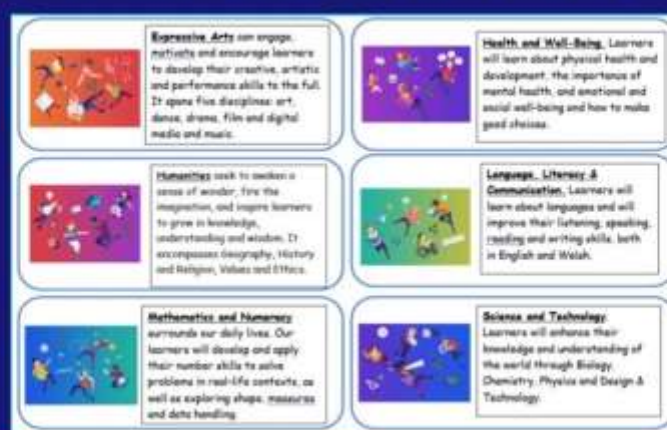 Expressive Arts can engage,
motivate and encourage learners
to develop their creative, artistic
and performance skills to the full.
It spans five disciplines: art,
dance, drama, film and digital
media and music.
Health and Well-Being. Learners
will learn about physical health and
development, the importance of
mental health, and emotional and
social well-being and how to make
good choices.
Humanities seek to awaken a
sense of wonder, fire the
imagination, and inspire learners
to grow in knowledge,
understanding and wisdom. It
encompasses Geography, History
and Religion, Values and Ethics.
Language, Literacy &
Communication. Learners will
learn about languages and will
improve their listening, speaking,
reading and writing skills, both
in English and Welsh.
Mathematics and Numeracy
surrounds our daily lives. Our
learners will develop and apply
their number skills to solve
problems in real-life contexts, as
well as exploring shape, measures
and data handling
Science and Technology.
Learners will enhance their
knowledge and understanding of
the world through Biology,
Chemistry, Physics and Design &
Technology.